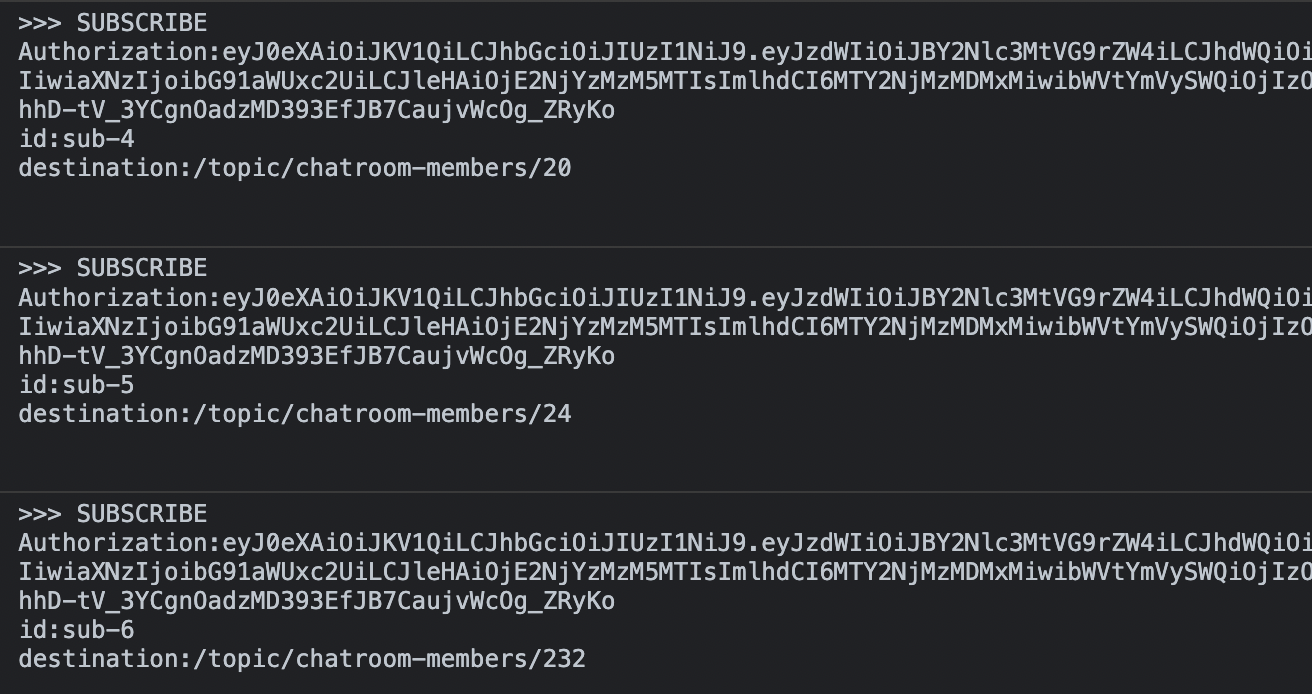 >>> SUBSCRIBE
Authorization:eyJ0eXAiOiJKV1QiLCJhbGciOiJIUzI1NiJ9.eyJzdWIiOiJBY2Nlc3MtVG9rZW4iLCJhdWQiOi
IiwiaXNzIjoibG91aWUxc2UiLCJleHAiOjE2NjYzMzM5MTIsImlhdCI6MTY2NjMzMDMxMiwibWVtYmVySWQiOjIzO
hhD-tV_3YCgnOadzMD393EfJB7CaujvWcOg_ZRyKo
id:sub-4
destination:/topic/chatroom-members/20
>>> SUBSCRIBE
Authorization:eyJ0eXAiOiJKV1QiLCJhbGciOiJIUzI1NiJ9.eyJzdWIiOiJBY2Nlc3MtVG9rZW4iLCJhdWQiOi
IiwiaXNzIjoibG91aWUxc2UiLCJleHAiOjE2NjYzMzM5MTIsImlhdCI6MTY2NjMzMDMxMiwibWVtYmVySWQiOjIzO
hhD-tV_3YCgnOadzMD393EfJB7CaujvWcOg_ZRyKo
id:sub-5
destination:/topic/chatroom-members/24
>>> SUBSCRIBE
Authorization:eyJ0eXAiOiJKV1QiLCJhbGciOiJIUzI1NiJ9.eyJzdWIiOiJBY2Nlc3MtVG9rZW4iLCJhdWQiOi
IiwiaXNzIjoibG91aWUxc2UiLCJleHAiOjE2NjYzMzM5MTIsImlhdCI6MTY2NjMzMDMxMiwibWVtYmVySWQiOjIzO
hhD-tV_3YCgnOadzMD393EfJB7CaujvWcOg_ZRyKo
id:sub-6
destination:/topic/chatroom-members/232